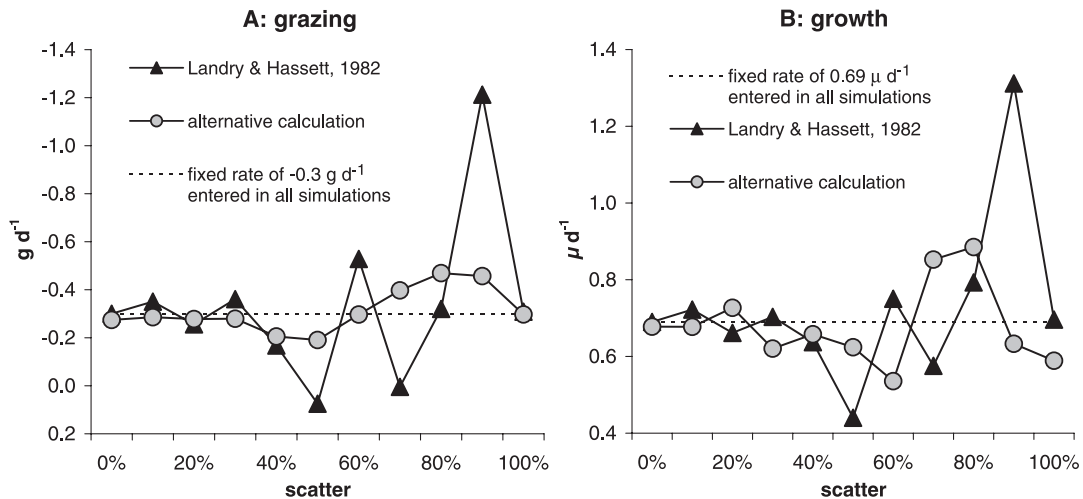 A: grazing
-1.4
-1.2
-1.0
-0.8
-0.6
-0.4
-0.2
0.0
0.2
g d-1
Landry & Hassett, 1982
alternative calculation
fixed rate of -0.3 g d-1
entered in all simulations
0% 20% 40% 60% 80% 100%
scatter
B: growth
1.4
1.2
1.0
0.8
0.6
0.4
µ d-1
fixed rate of 0.69 µ d-1
entered in all simulations
Landry & Hassett, 1982
alternative calculation
0% 20% 40% 60% 80% 100%
scatter